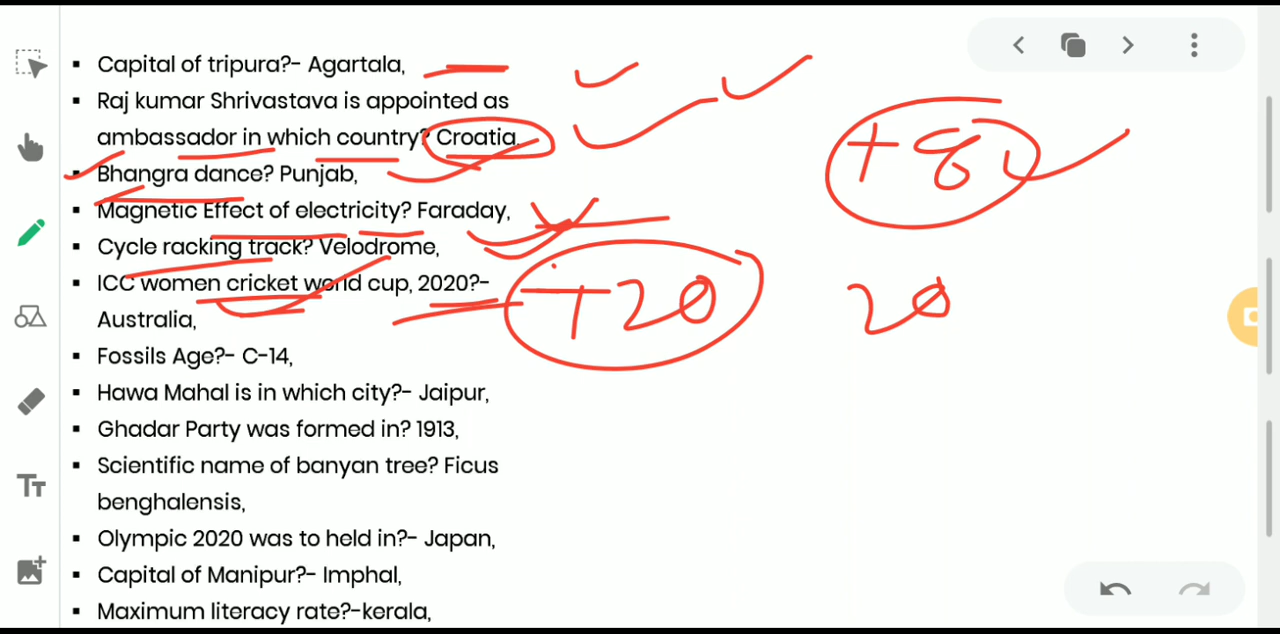 ▪ Capital of tripura?- Agartala,
▪ Raj kumar Shrivastava is appointed as
ambassador in which country? Croatia,
▪ Bhangra dance? Punjab,
▪ Magnetic Effect of electricity? Faraday,
▪ Cycle racking track? Velodrome,
▪ ICC women cricket world cup, 2020?-
Australia,
▪ Fossils Age?- C-14,
▪ Hawa Mahal is in which city?- Jaipur,
▪ Ghadar Party was formed in? 1913,
▪ Scientific name of banyan tree? Ficus
benghalensis,
▪ Olympic 2020 was to held in?- Japan,
▪ Capital of Manipur?- Imphal,
▪ Maximum literacy rate?-kerala,
+20
20
TT